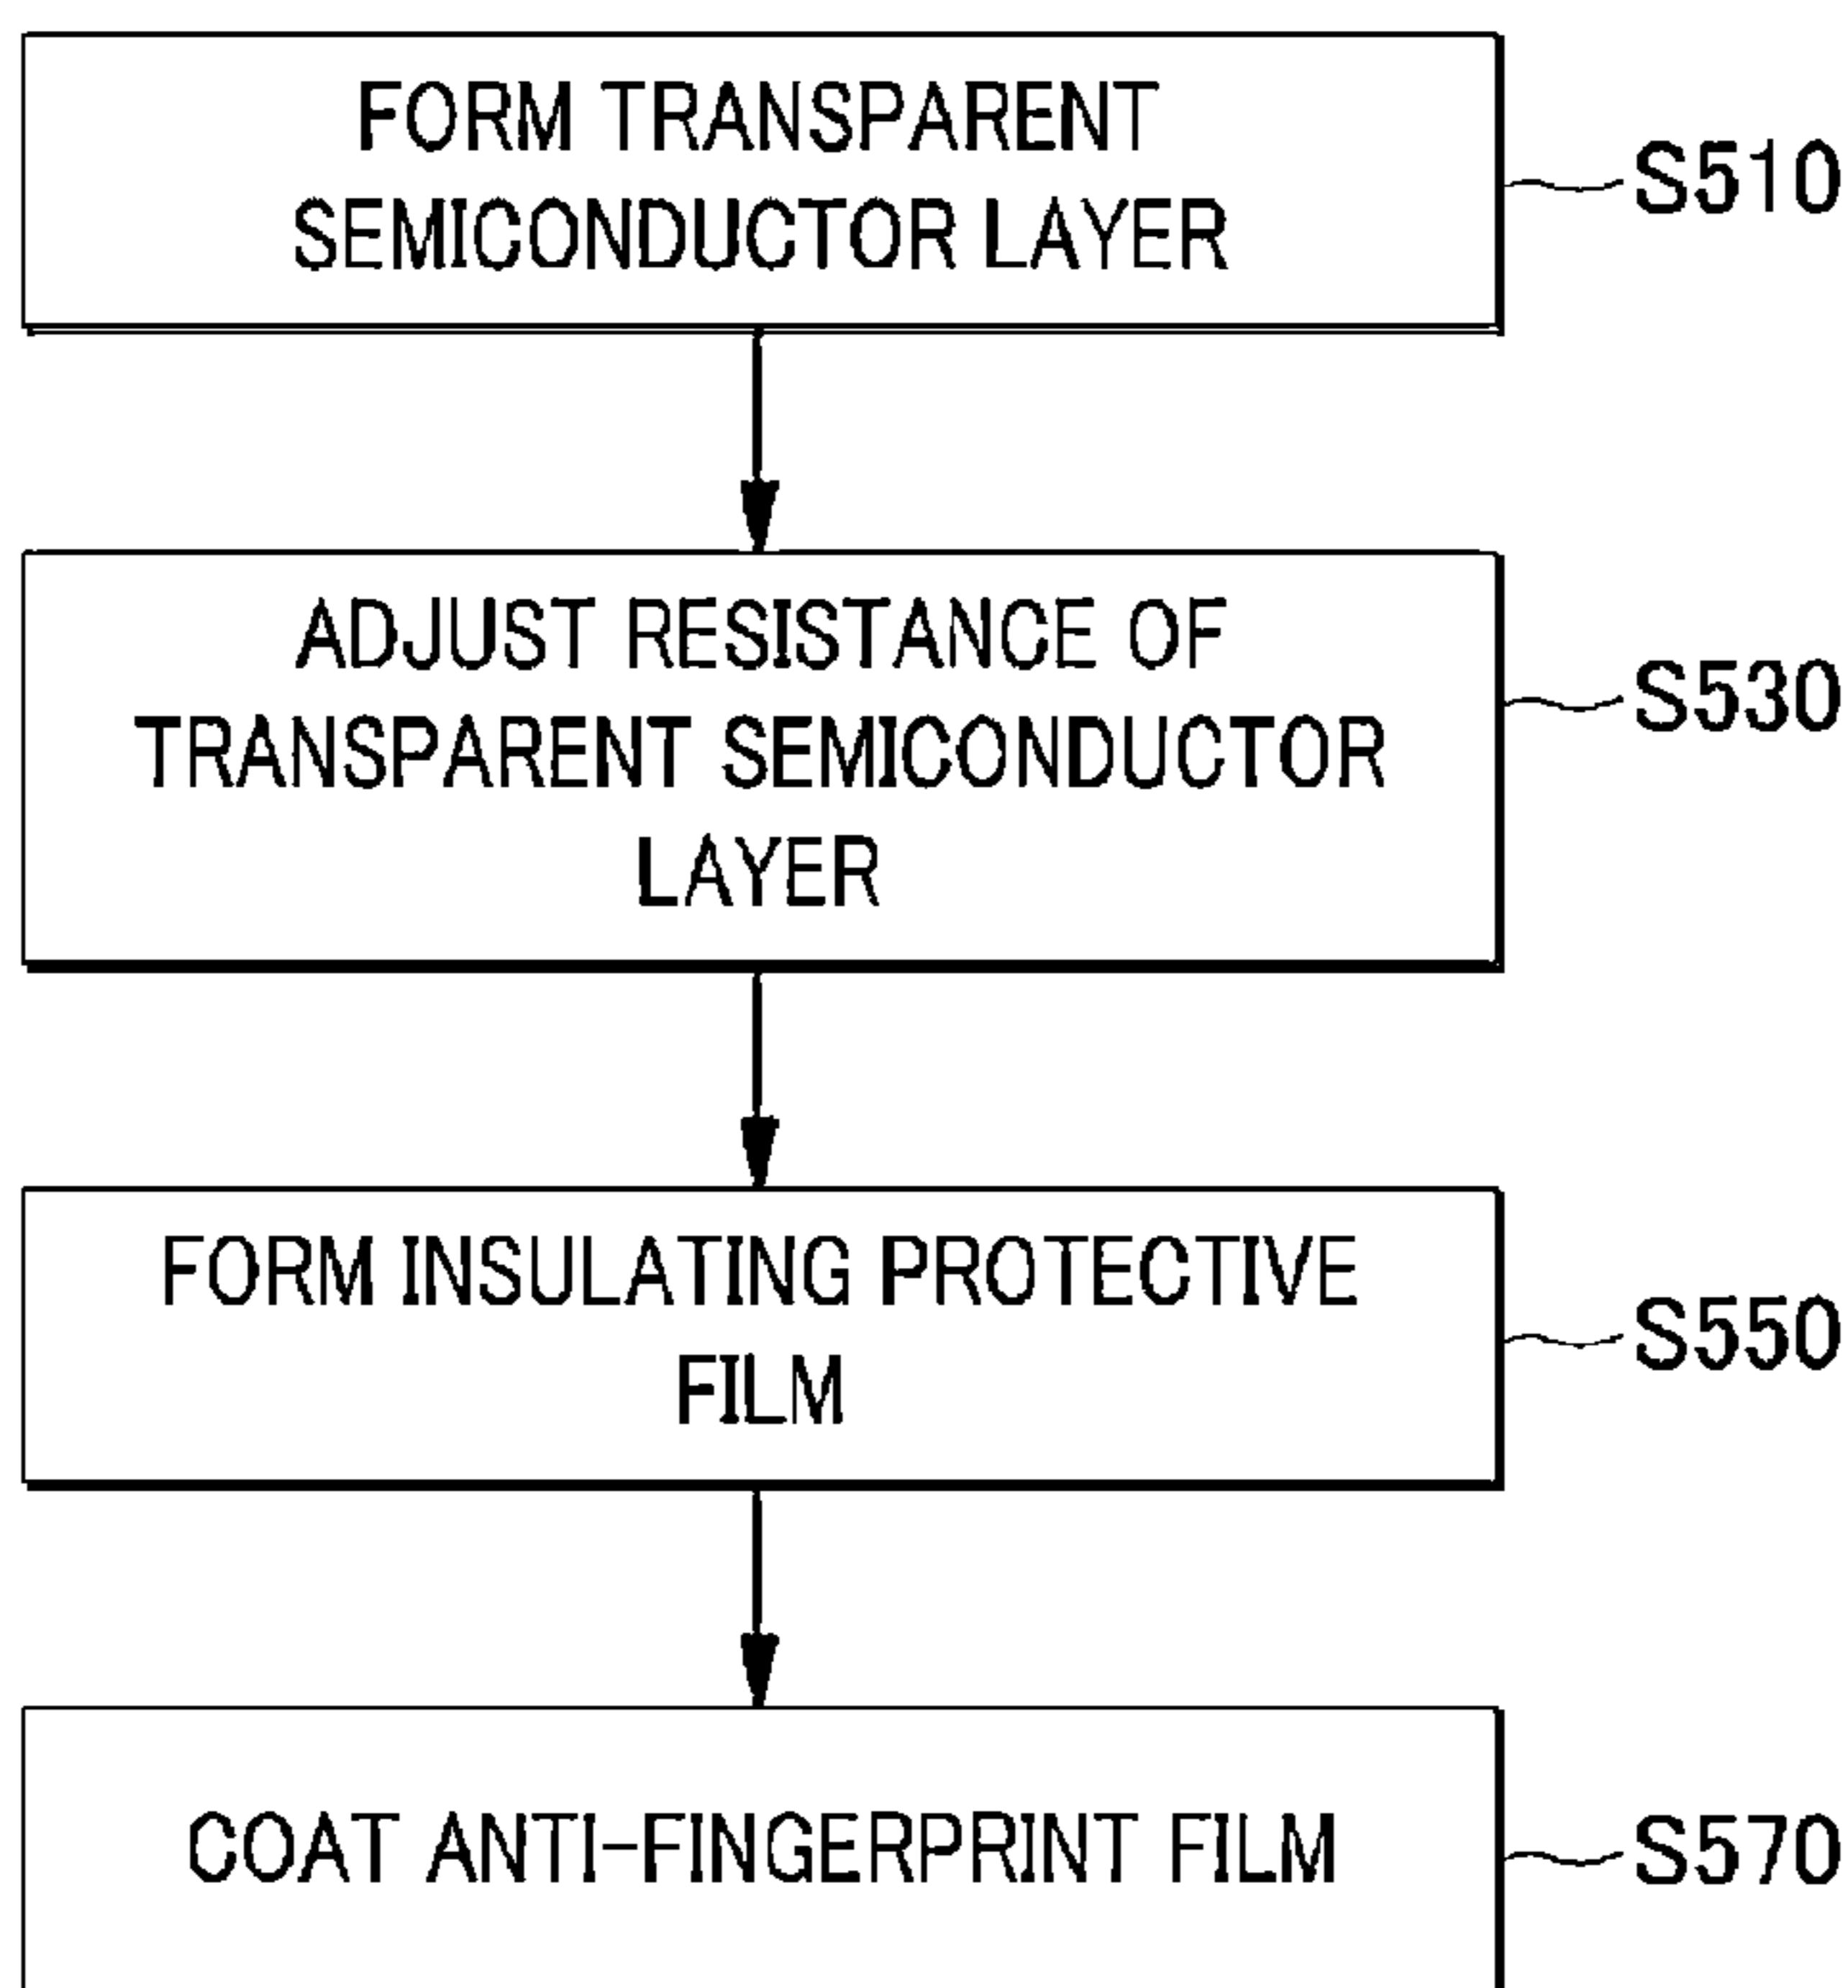 FORM TRANSPARENT
SEMICONDUCTOR LAYER
S510
ADJUST RESISTANCE OF
TRANSPARENT SEMICONDUCTOR
LAYER
S530
FORM INSULATING PROTECTIVE
FILM
S550
COAT ANTI-FINGERPRINT FILM
S570